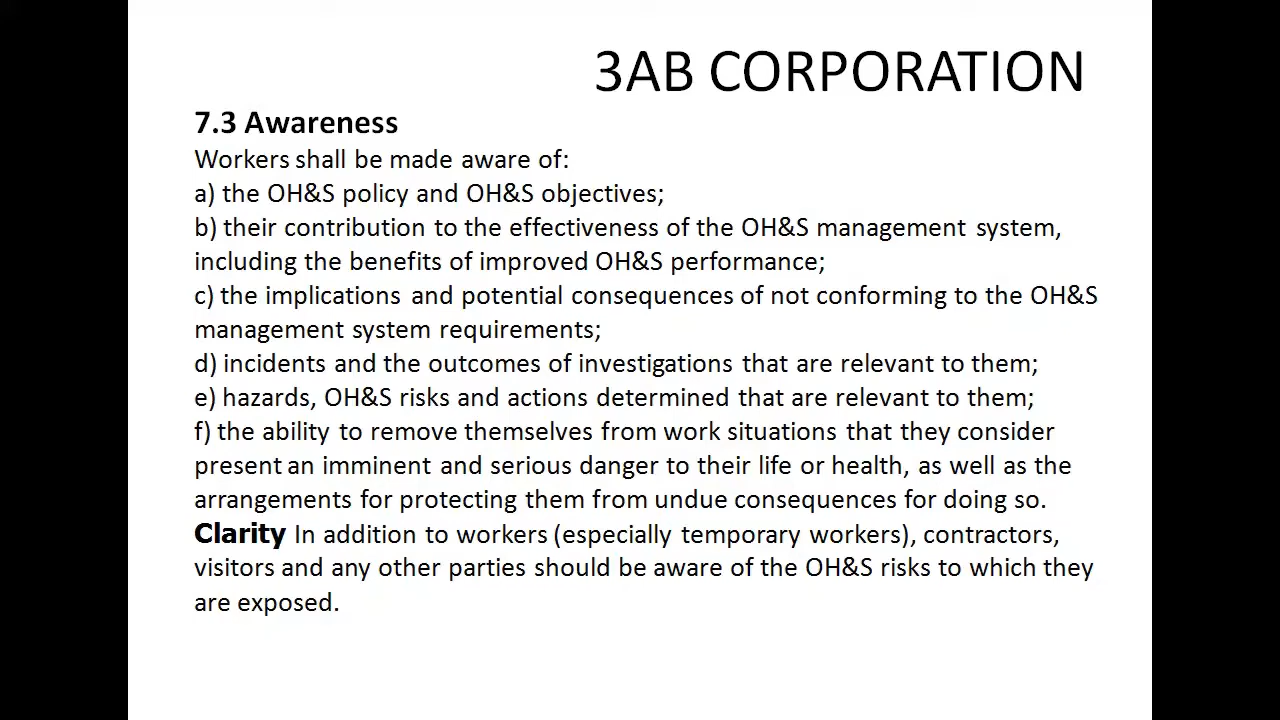 3AB CORPORATION
7.3 Awareness
Workers shall be made aware of:
a) the OH&S policy and OH&S objectives;
b) their contribution to the effectiveness of the OH&S management system,
including the benefits of improved OH&S performance;
c) the implications and potential consequences of not conforming to the OH&S
management system requirements;
d) incidents and the outcomes of investigations that are relevant to them;
e) hazards, OH&S risks and actions determined that are relevant to them;
f) the ability to remove themselves from work situations that they consider
present an imminent and serious danger to their life or health, as well as the
arrangements for protecting them from undue consequences for doing so.
Clarity In addition to workers (especially temporary workers), contractors,
visitors and any other parties should be aware of the OH&S risks to which they
are exposed.